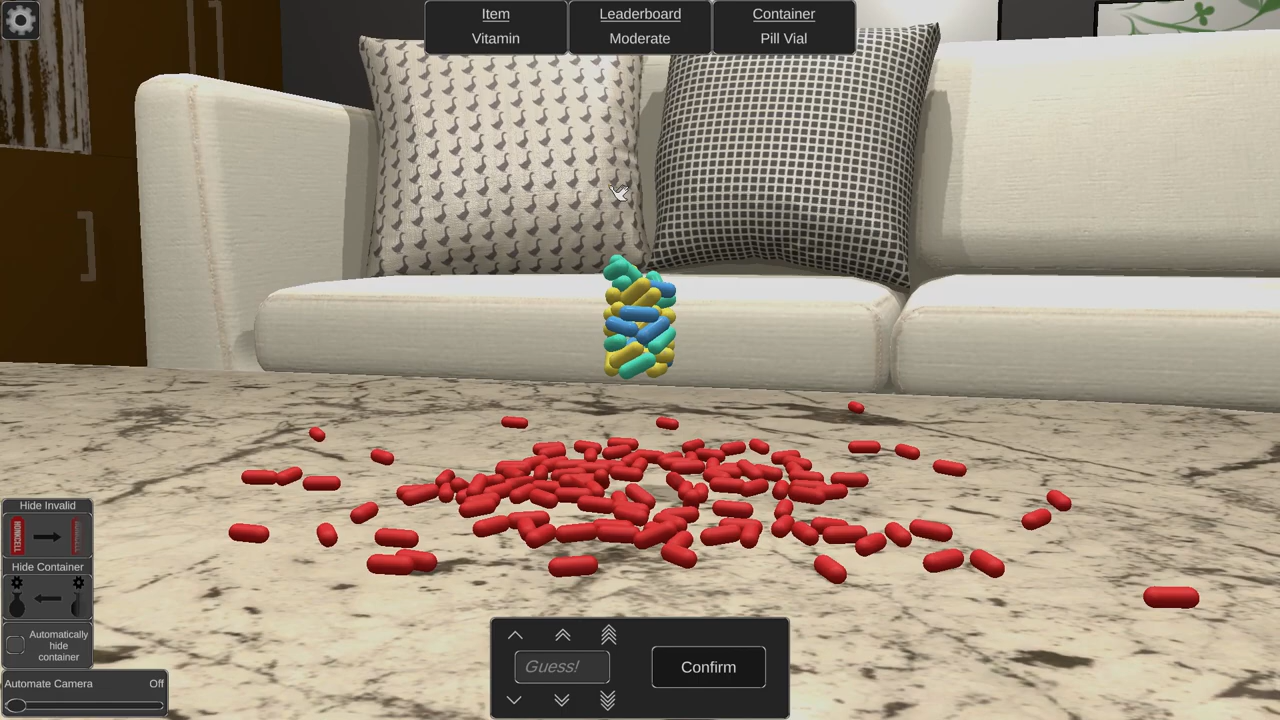 Item
Vitamin
Leaderboard
Moderate
Container
Pill Vial
Hide Invalid
Hide Container
Automatically
hide
container
Automate Camera
Off
Guess!
Confirm